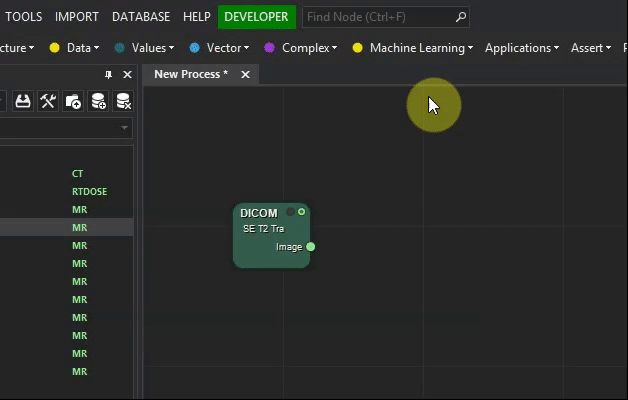 TOOLS IMPORT DATABASE HELP DEVELOPER Find Node (Ctrl+F)
cture Data Values Vector Complex Machine Learning Applications Assert
New Process *
CT
RTDOSE
MR
MR
MR
MR
MR
MR
MR
MR
MR
MR
DICOM
SE T2 Tra
Image